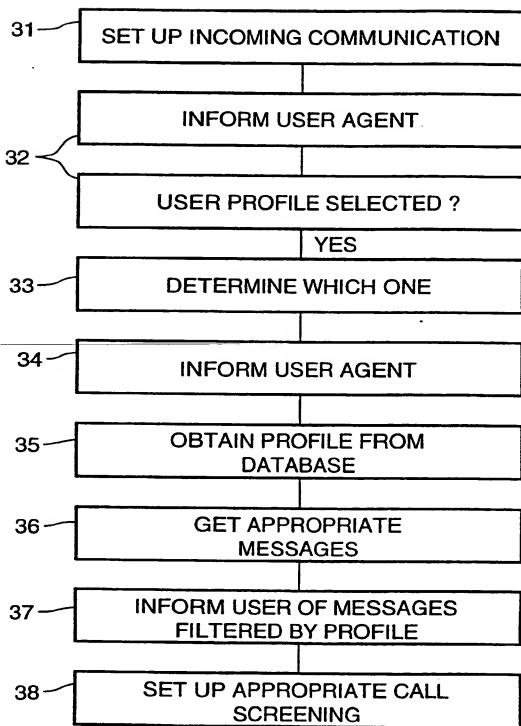 31 SET UP INCOMING COMMUNICATION
INFORM USER AGENT
32
USER PROFILE SELECTED ?
YES
33 DETERMINE WHICH ONE
34 INFORM USER AGENT
35 OBTAIN PROFILE FROM
DATABASE
36 GET APPROPRIATE
MESSAGES
37 INFORM USER OF MESSAGES
FILTERED BY PROFILE
38 SET UP APPROPRIATE CALL
SCREENING